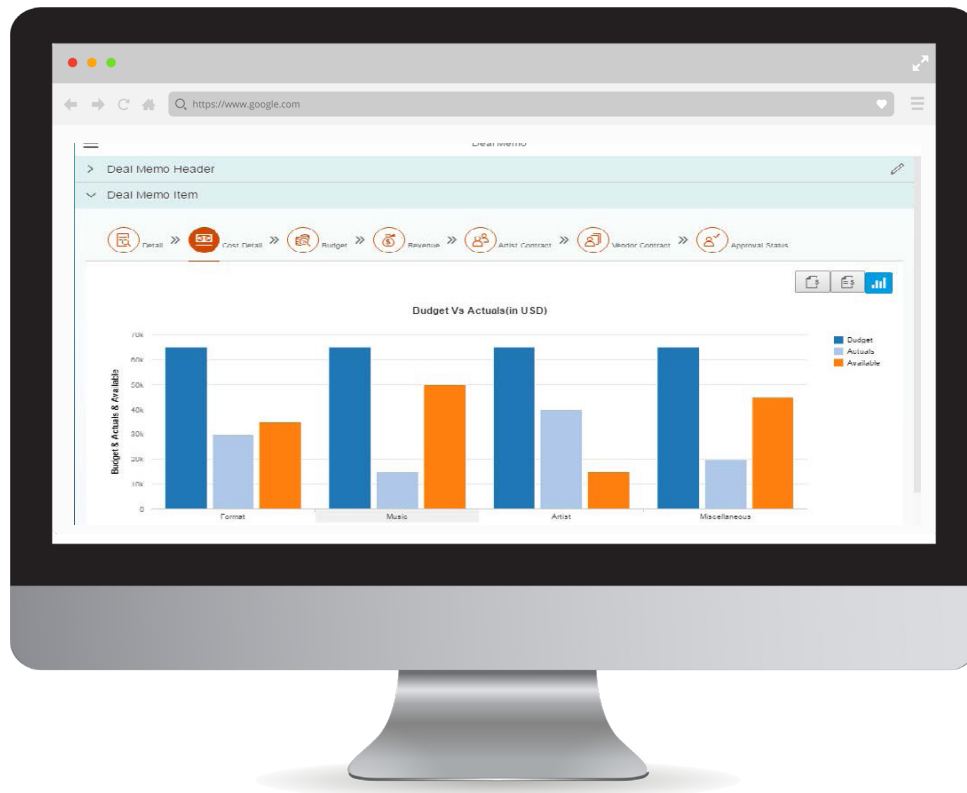 https://www.google.com
Deal Memo
Deal Memo Header
Deal Memo Item
Detail
Cost Detail
Budget
Revenue
Artist Contract
Vendor Contract
Approval Status
Budget Vs Actuals(in USD)
Budget & Actuals & Available
70k
60k
50k
40k
30k
20k
10k
0
Format
Music
Artist
Miscellaneous
Budget
Actuals
Available